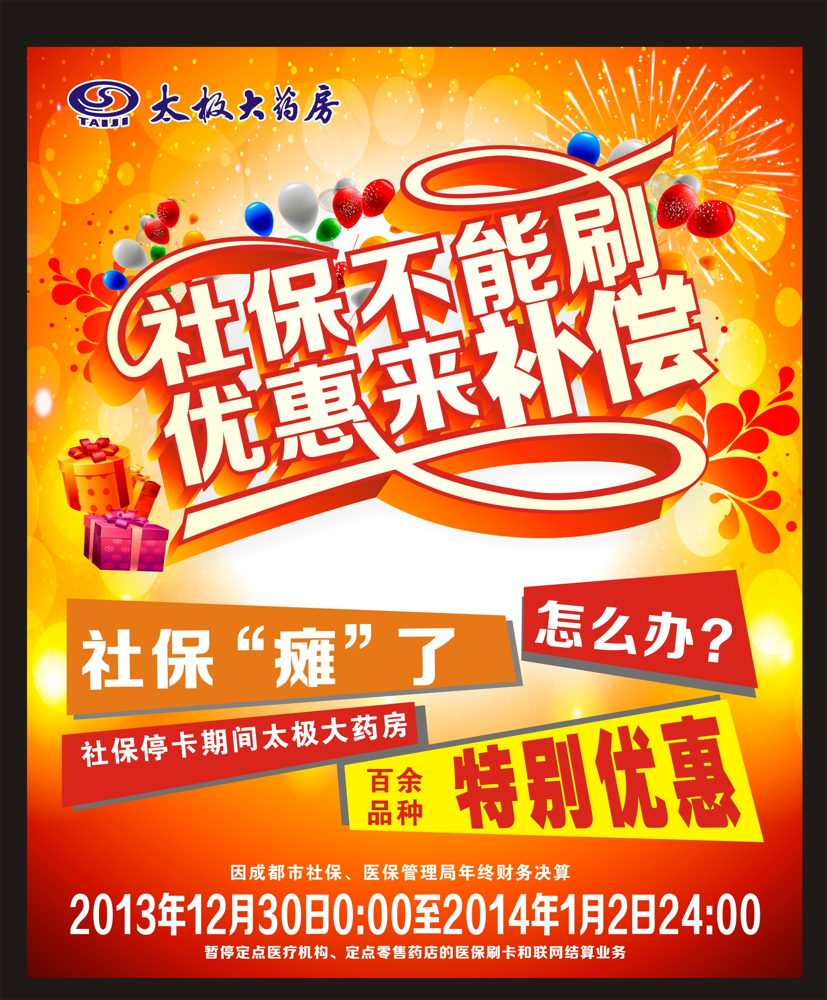 TAIJI 太极大药房
社保不能刷
优惠来补偿
社保“瘫”了
怎么办?
社保停卡期间太极大药房
百余
品种
特别优惠
因成都市社保、医保管理局年终财务决算
2013年12月30日0:00至2014年1月2日24:00
暂停定点医疗机构、定点零售药店的医保刷卡和联网结算业务